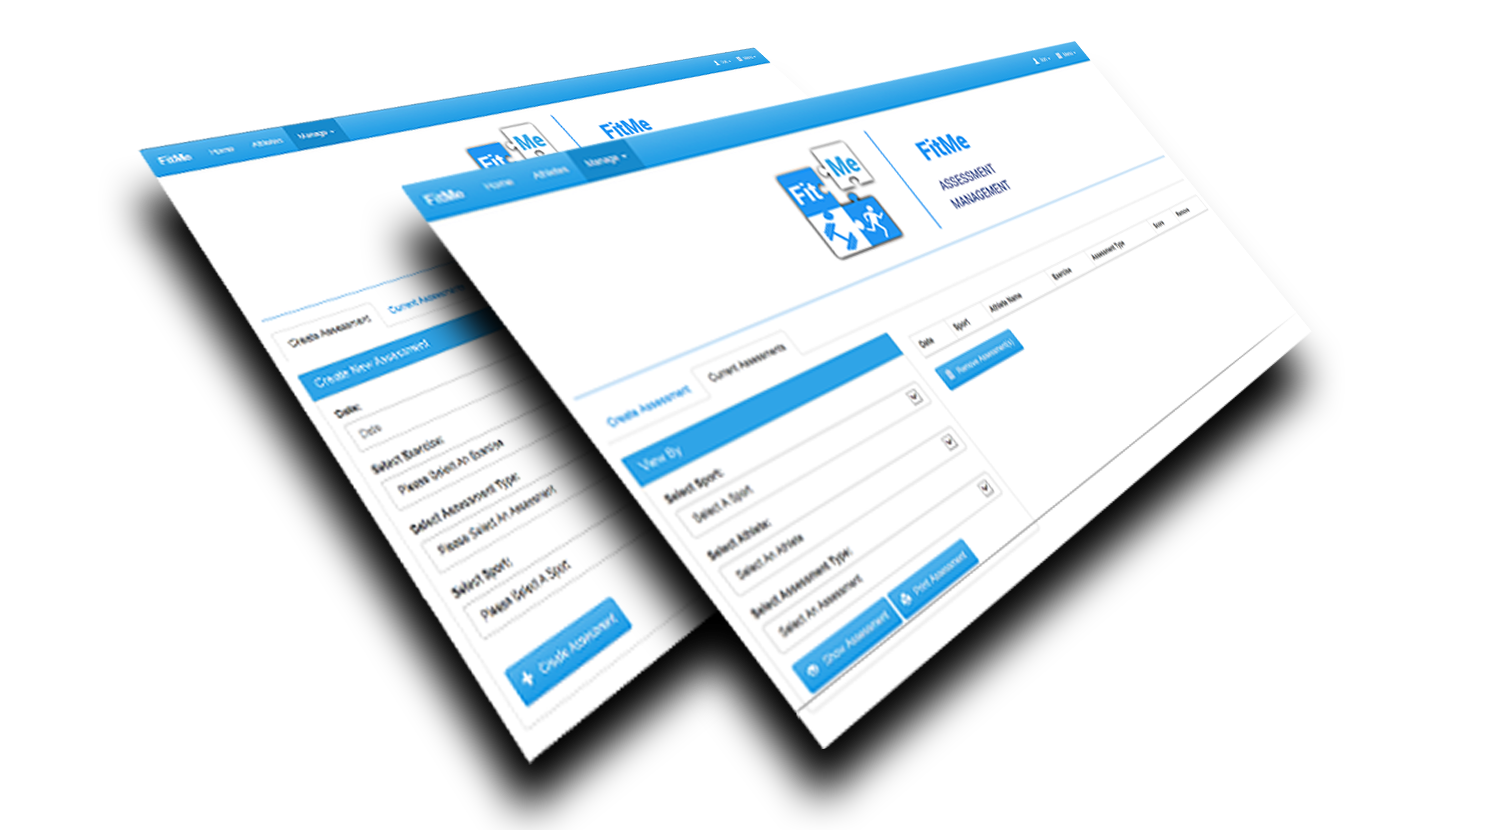 FitMe Home Athletes Manage
Fit Me
FitMe
Create Assessment Current Assessments
Create New Assessment
Date:
Date
Select Exercise:
Please Select An Exercise
Select Assessment Type:
Please Select An Assessment
Select Sport:
Please Select A Sport
Create Assessment
FitMe Home Athletes Manage
Fit Me
FitMe
ASSESSMENT
MANAGEMENT
Create Assessment Current Assessments
View By
Select Sport:
Select A Sport
Select Athlete:
Select An Athlete
Select Assessment Type:
Select An Assessment
Show Assessment Print Assessment
Date Sport Athlete Name Exercise Assessment Type Score Remove
Remove Assessment(s)